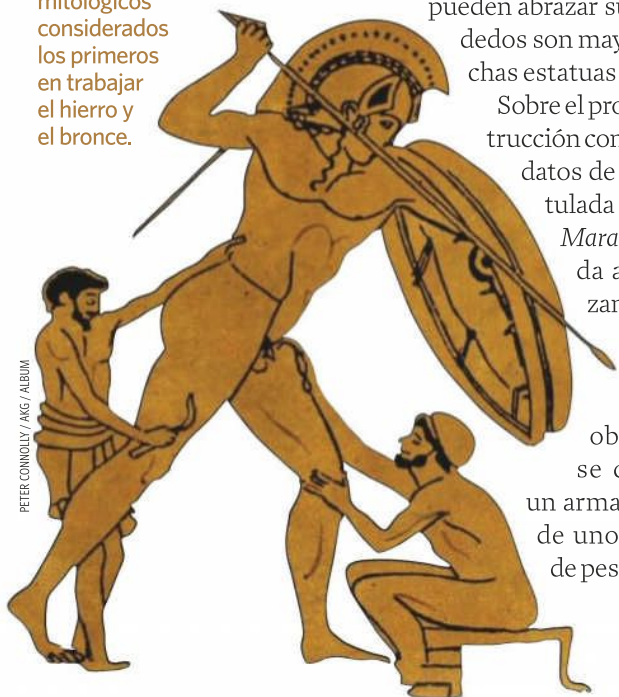 mitológicos
considerados
los primeros
en trabajar
el hierro y
el bronce.
pueden abrazar su
dedos son may
chas estatuas
Sobre el pro
trucción con
datos de
tulada
Mara
da a
zan
ob
se c
un arma
de uno
de pes
PETER CONNOLLY / AKG / ALBUM